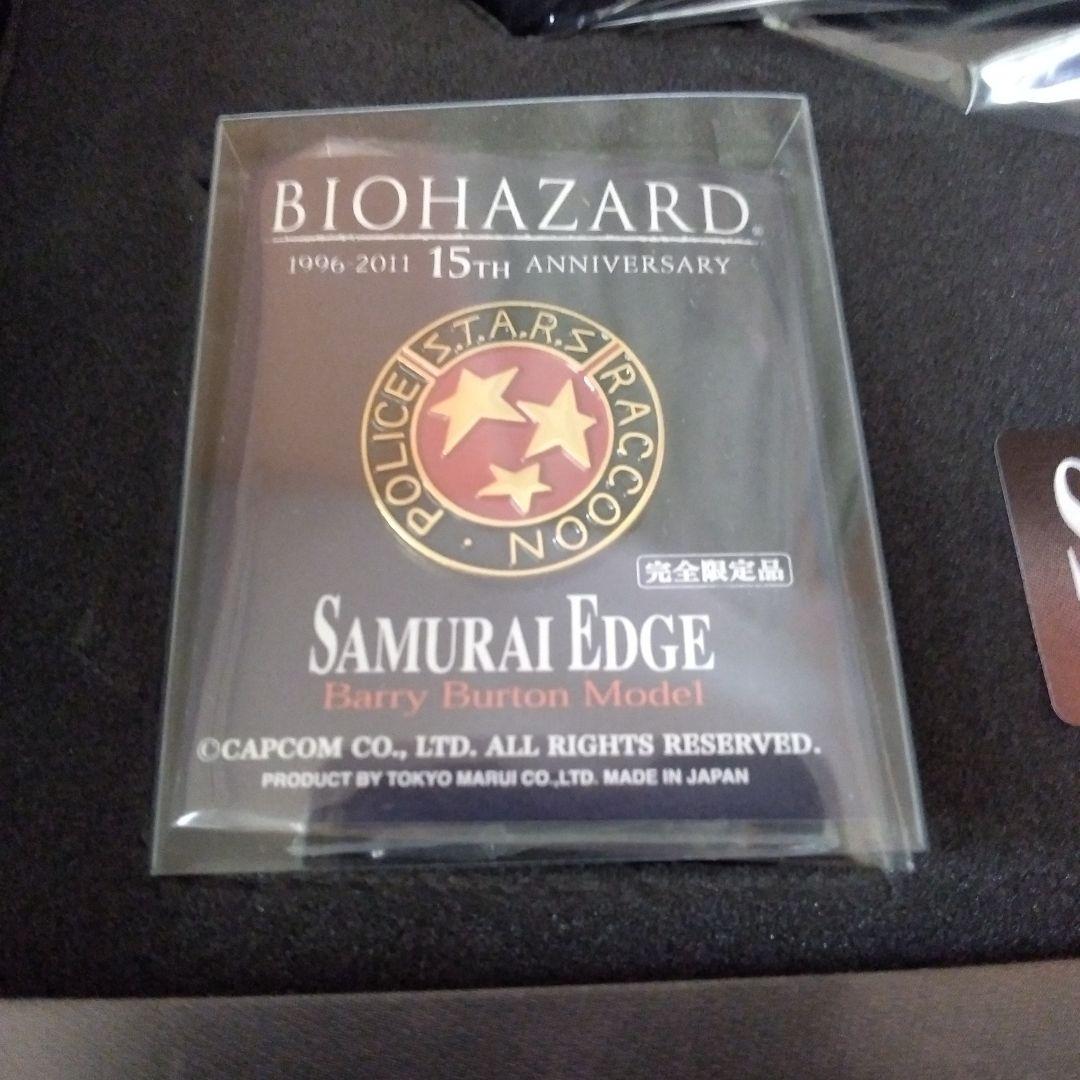 BIOHAZARD®
1996-2011 15TH ANNIVERSARY
S.T.A.R.S
RACCOON · POLICE
完全限定品
SAMURAI EDGE
Barry Burton Model
©CAPCOM CO., LTD. ALL RIGHTS RESERVED.
PRODUCT BY TOKYO MARUI CO.,LTD. MADE IN JAPAN